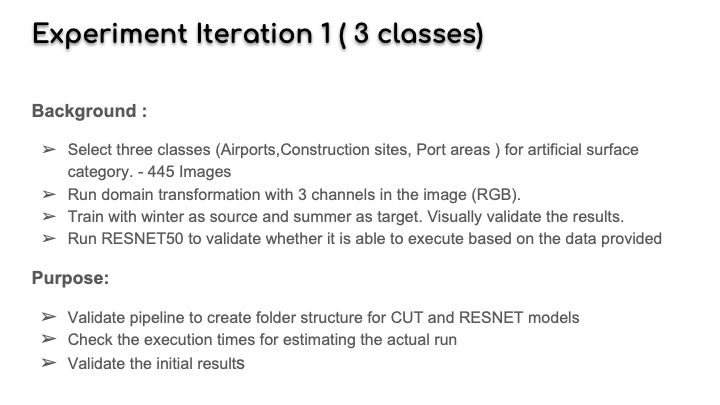 Experiment Iteration 1 ( 3 classes)
Background :
➢ Select three classes (Airports,Construction sites, Port areas ) for artificial surface
category. - 445 Images
➢ Run domain transformation with 3 channels in the image (RGB).
➢ Train with winter as source and summer as target. Visually validate the results.
➢ Run RESNET50 to validate whether it is able to execute based on the data provided
Purpose:
➢ Validate pipeline to create folder structure for CUT and RESNET models
➢ Check the execution times for estimating the actual run
➢ Validate the initial results